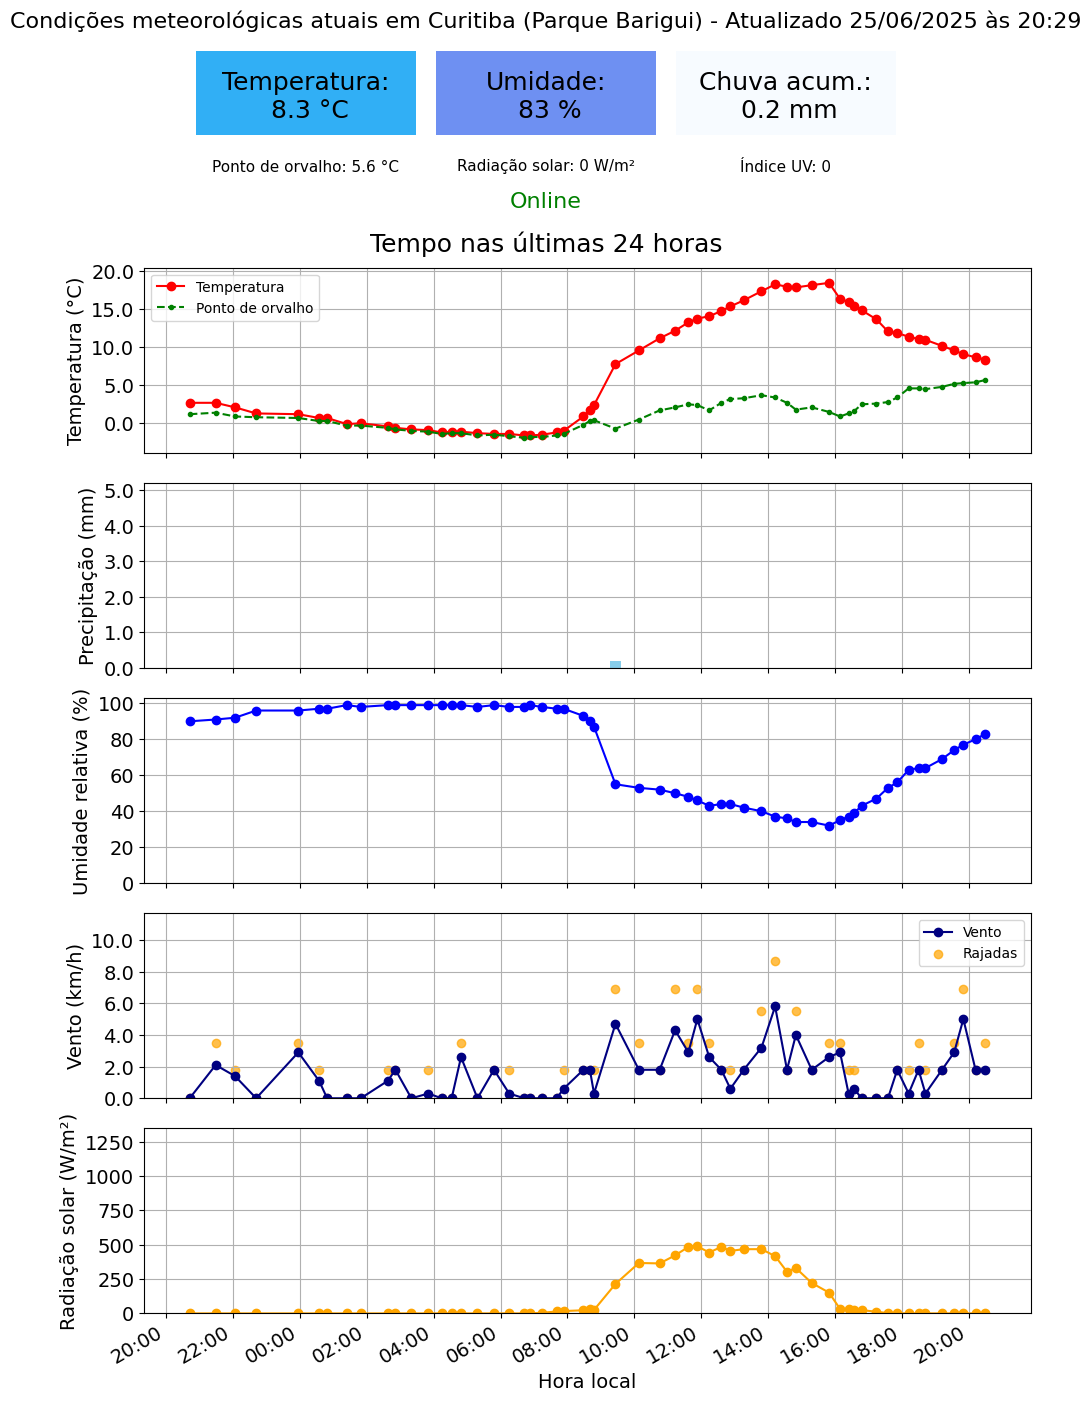 Condições meteorológicas atuais em Curitiba (Parque Barigui) - Atualizado 25/06/2025 às 20:29
Temperatura:
8.3 °C
Umidade:
83 %
Chuva acum.:
0.2 mm
Ponto de orvalho: 5.6 °C
Radiação solar: 0 W/m²
Índice UV: 0
Online
Tempo nas últimas 24 horas
Temperatura (°C)
20.0
15.0
10.0
5.0
0.0
Temperatura
Ponto de orvalho
Precipitação (mm)
5.0
4.0
3.0
2.0
1.0
0.0
Umidade relativa (%)
100
80
60
40
20
0
Vento (km/h)
10.0
8.0
6.0
4.0
2.0
0.0
Vento
Rajadas
Radiação solar (W/m²)
1250
1000
750
500
250
0
20:00
22:00
00:00
02:00
04:00
06:00
08:00
10:00
12:00
14:00
16:00
18:00
20:00
Hora local